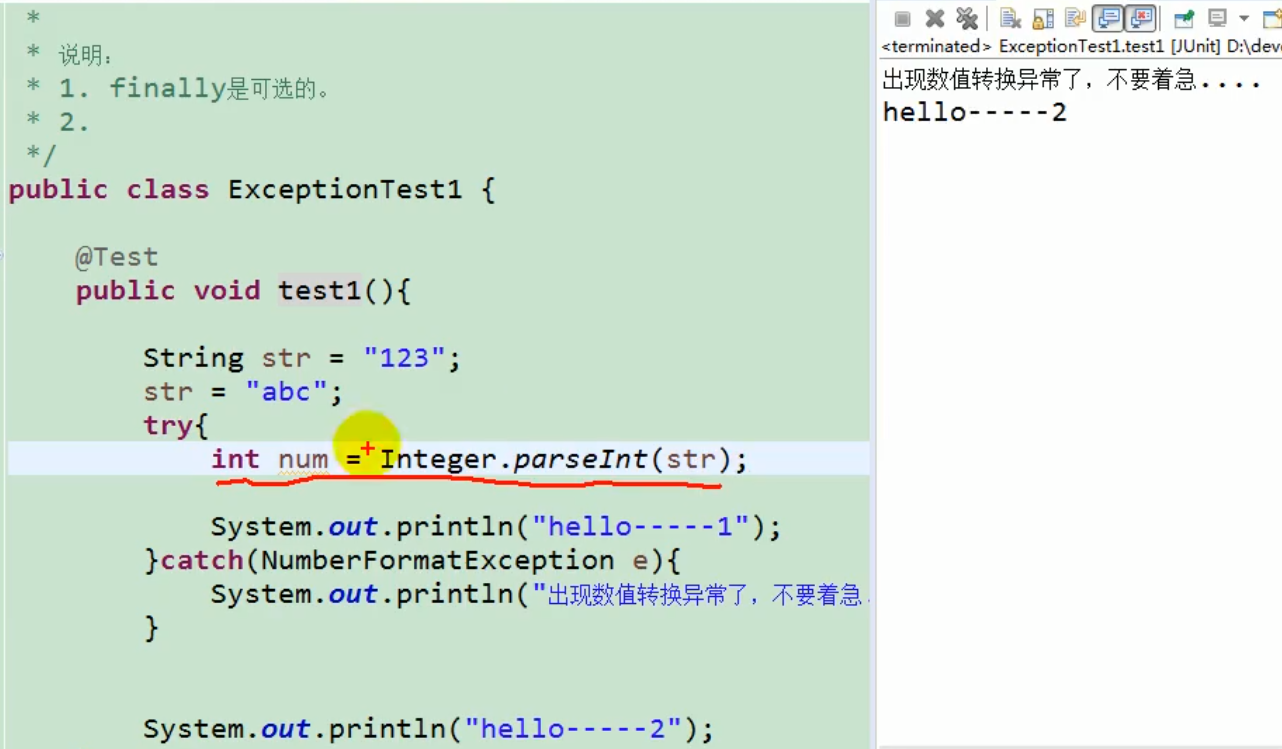 *
* 说明：
* 1. finally是可选的。
* 2.
*/
public class ExceptionTest1 {
@Test
public void test1(){
String str = "123";
str = "abc";
try{
int num = Integer.parseInt(str);
System.out.println("hello-----1");
}catch(NumberFormatException e){
System.out.println("出现数值转换异常了，不要着急.
}
System.out.println("hello-----2");
<terminated> ExceptionTest1.test1 [JUnit] D:\deve
出现数值转换异常了，不要着急....
hello-----2